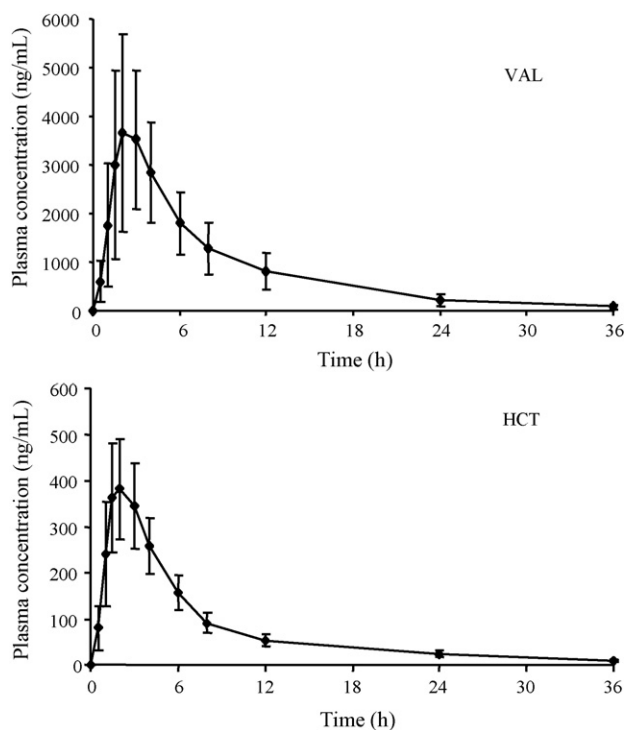 6000
VAL
5000
4000
3000
2000
1000
0
Plasma concentration (ng/mL)
0 6 12 18 24 30 36
Time (h)
600
HCT
500
400
300
200
100
0
Plasma concentration (ng/mL)
0 6 12 18 24 30 36
Time (h)